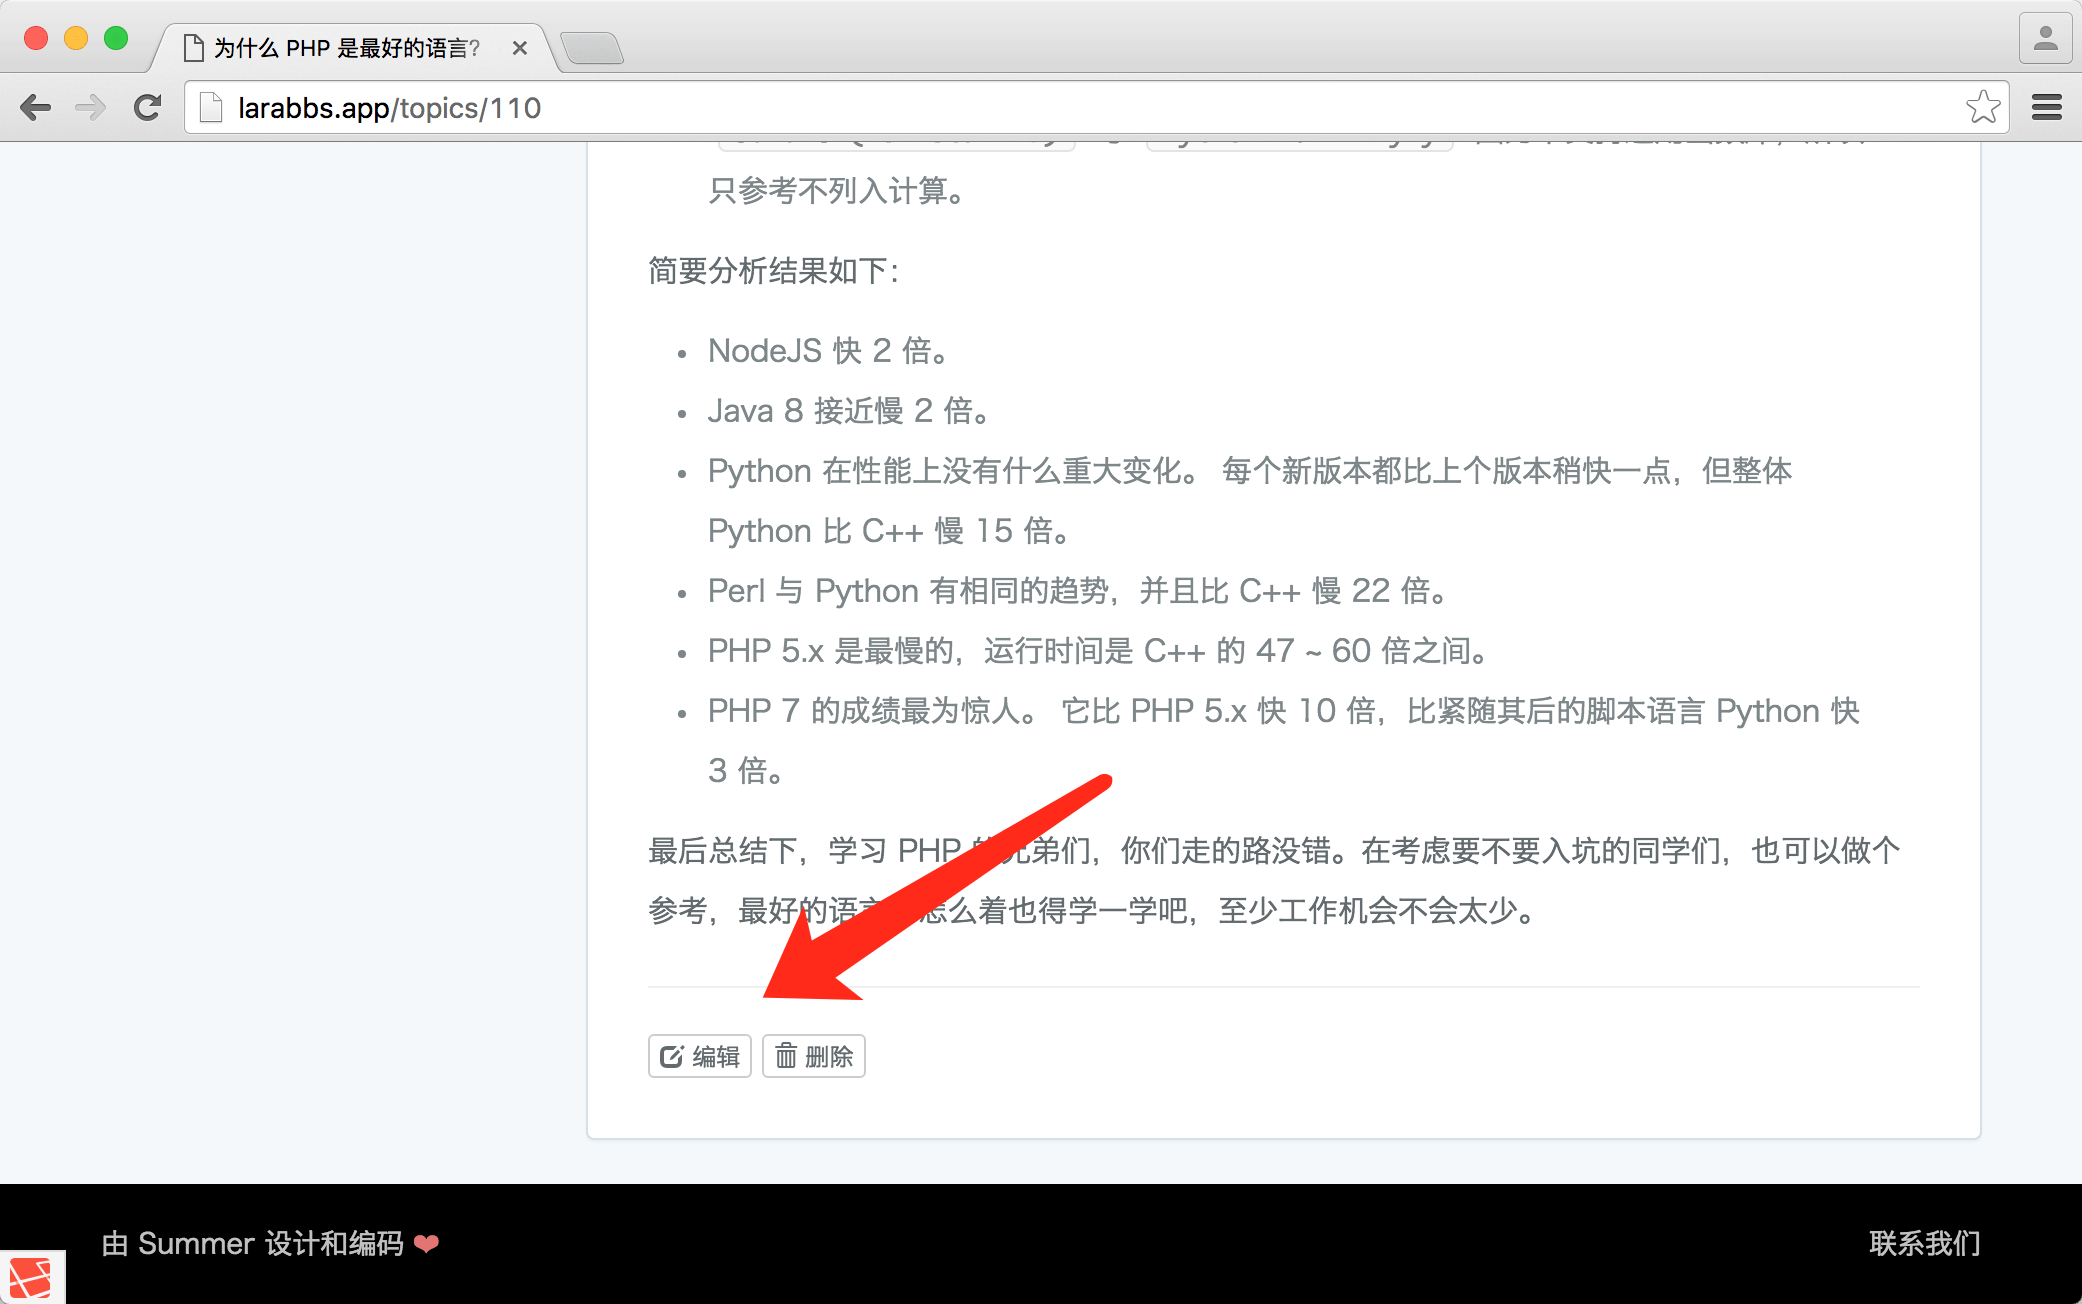 为什么 PHP 是最好的语言?
larabbs.app/topics/110
只参考不列入计算。
简要分析结果如下：
NodeJS 快 2 倍。
Java 8 接近慢 2 倍。
Python 在性能上没有什么重大变化。 每个新版本都比上个版本稍快一点，但整体
Python 比 C++ 慢 15 倍。
Perl 与 Python 有相同的趋势，并且比 C++ 慢 22 倍。
PHP 5.x 是最慢的，运行时间是 C++ 的 47 ~ 60 倍之间。
PHP 7 的成绩最为惊人。 它比 PHP 5.x 快 10 倍，比紧随其后的脚本语言 Python 快
3 倍。
最后总结下，学习 PHP 的兄弟们，你们走的路没错。在考虑要不要入坑的同学们，也可以做个
参考，最好的语言 怎么着也得学一学吧，至少工作机会不会太少。
编辑 删除
由 Summer 设计和编码 ❤ 联系我们